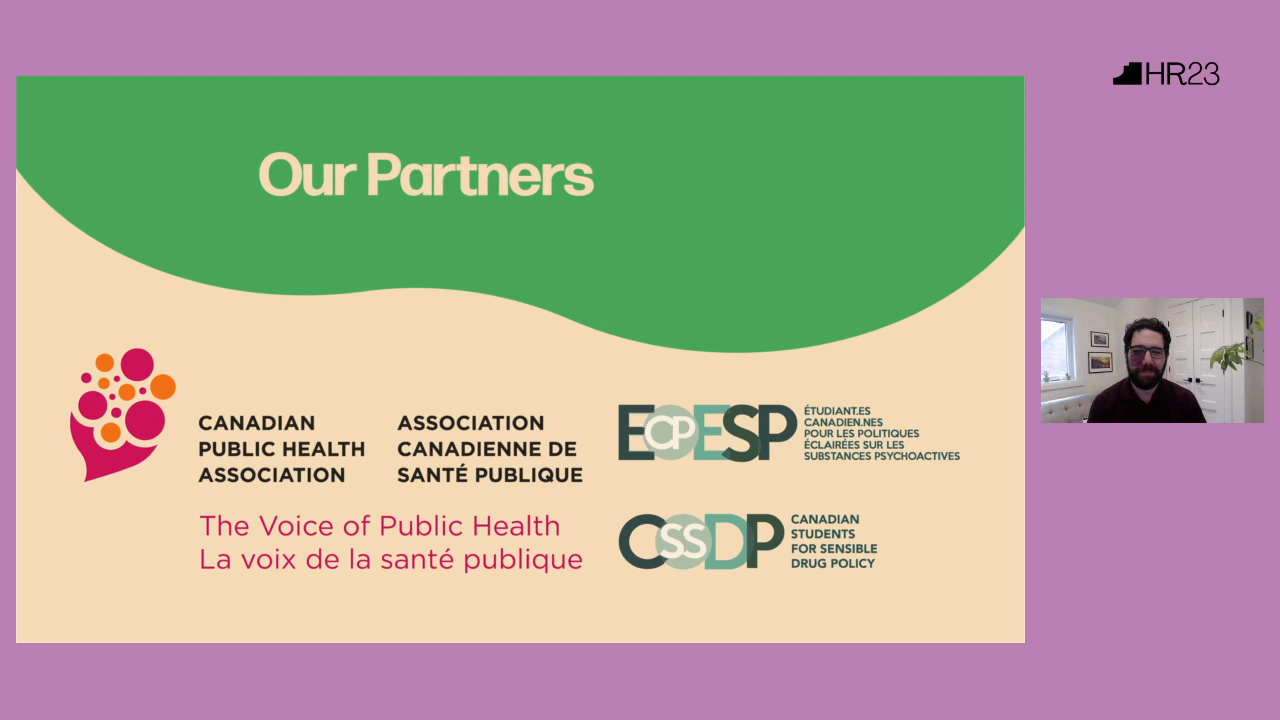 HR23
Our Partners
CANADIAN
PUBLIC HEALTH
ASSOCIATION
ASSOCIATION
CANADIENNE DE
SANTÉ PUBLIQUE
The Voice of Public Health
La voix de la santé publique
ECPESP
ÉTUDIANT.ES
CANADIEN.NES
POUR LES POLITIQUES
ÉCLAIRÉES SUR LES
SUBSTANCES PSYCHOACTIVES
CSSDP
CANADIAN
STUDENTS
FOR SENSIBLE
DRUG POLICY